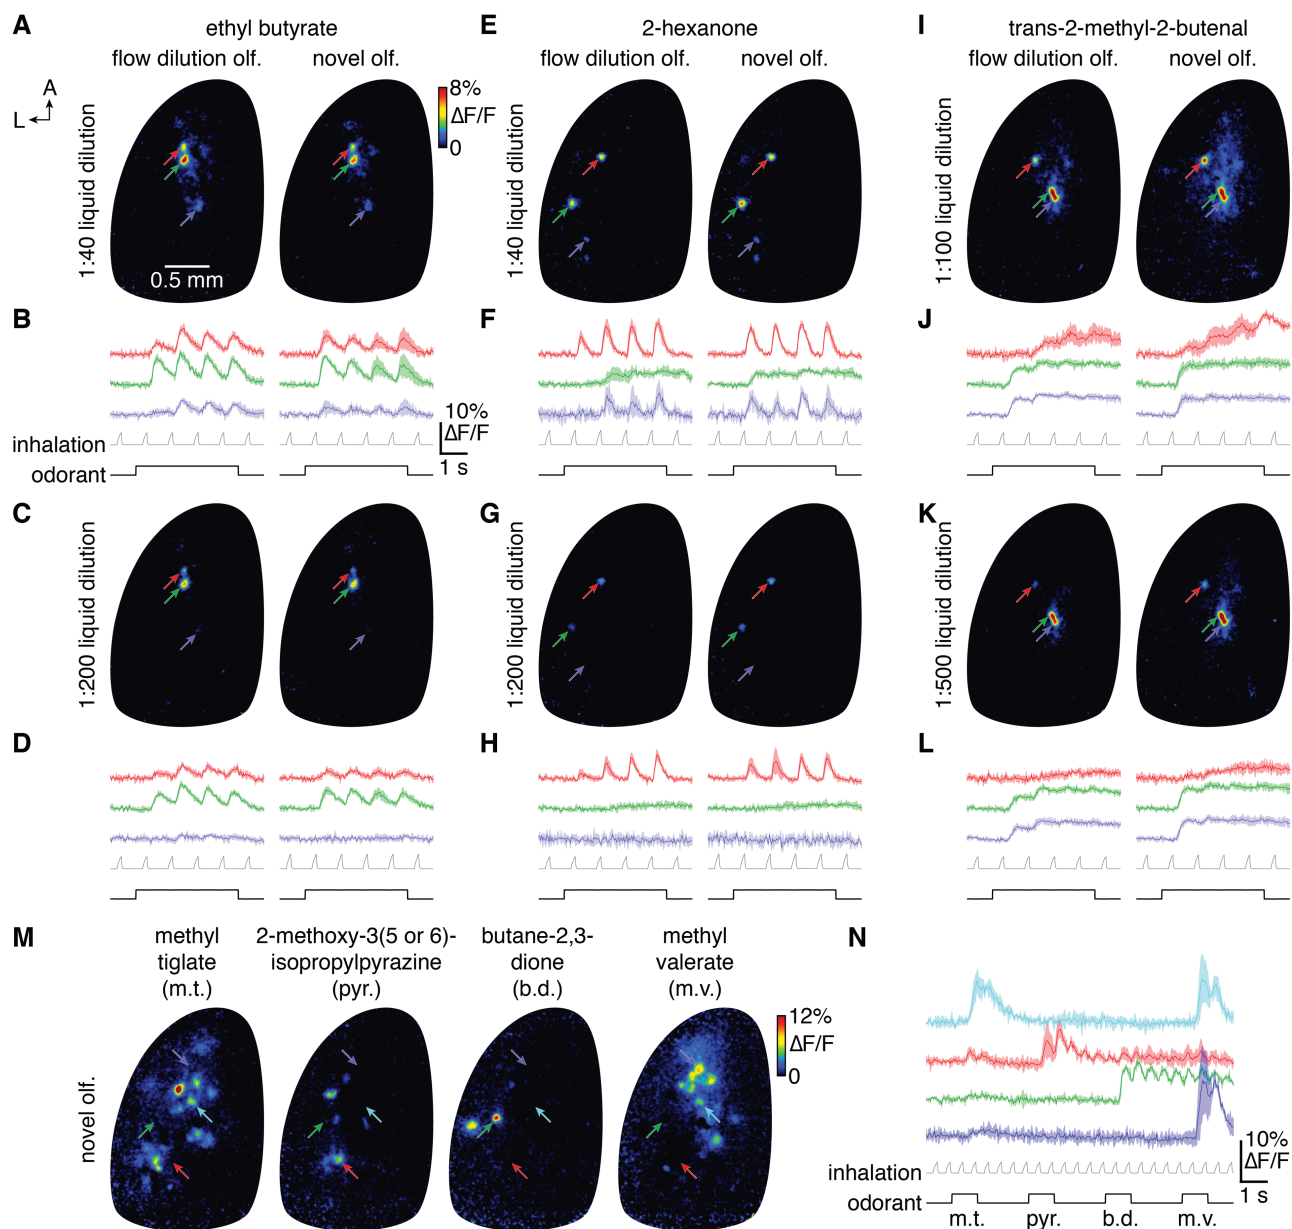 A
ethyl butyrate
flow dilution olf.
novel olf.
A
L
1:40 liquid dilution
8%
ΔF/F
0
0.5 mm
B
10%
ΔF/F
1 s
inhalation
odorant
C
1:200 liquid dilution
D
E
2-hexanone
flow dilution olf.
novel olf.
1:40 liquid dilution
F
G
1:200 liquid dilution
H
I
trans-2-methyl-2-butenal
flow dilution olf.
novel olf.
1:100 liquid dilution
J
K
1:500 liquid dilution
L
M
methyl
tiglate
(m.t.)
2-methoxy-3(5 or 6)-
isopropylpyrazine
(pyr.)
butane-2,3-
dione
(b.d.)
methyl
valerate
(m.v.)
novel olf.
12%
ΔF/F
0
N
10%
ΔF/F
1 s
inhalation
odorant
m.t. pyr. b.d. m.v.